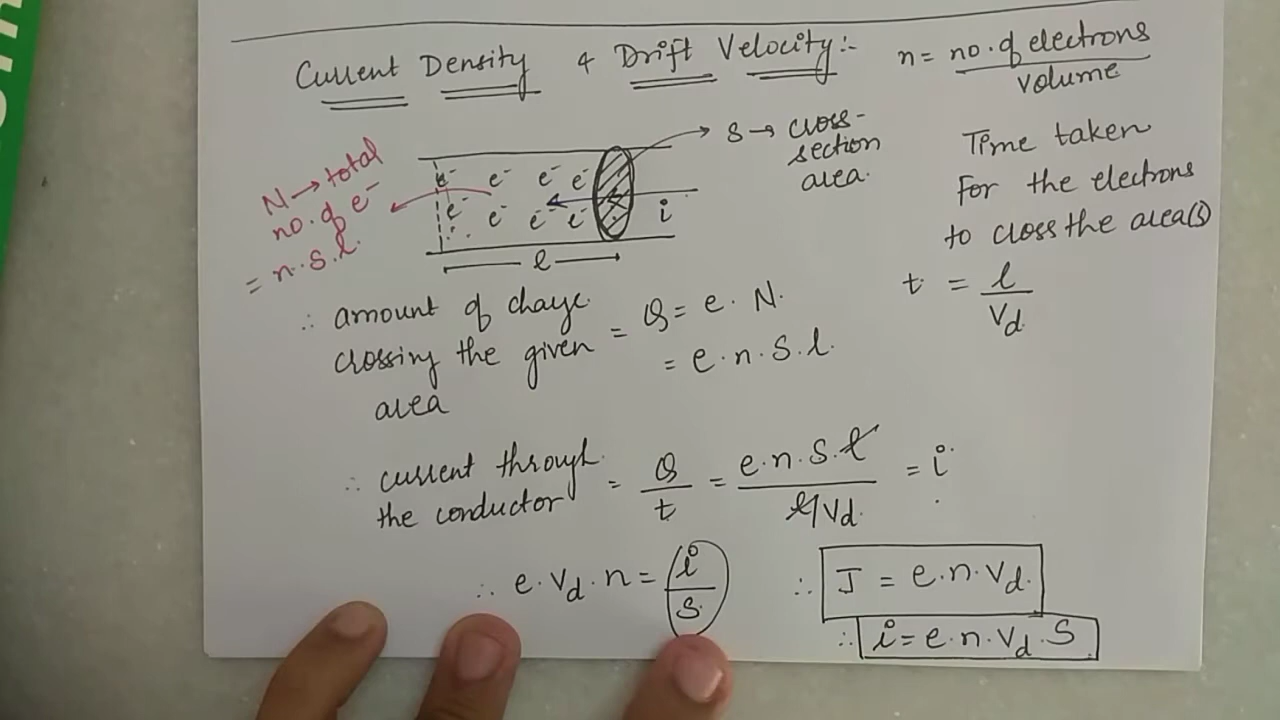 Current Density & Drift Velocity:-
n = no. of electrons / volume
N → total
no. of e⁻
= n.S.l.
e⁻ e⁻ e⁻ e⁻
e⁻ e⁻ e⁻ e⁻
i
l
S → cross-
section
area.
Time taken
For the electrons
to cross the area(S)
t = l / Vd
∴ amount of charge
crossing the given
area
= Q = e. N.
= e.n.S.l.
∴ current through
the conductor
= Q / t = e.n.S.l / l/Vd. = i
∴ e.Vd.n = i / S.
∴ J = e.n.Vd.
∴ i = e.n.Vd.S